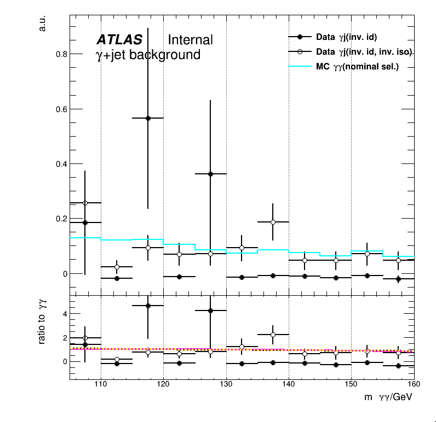 a.u.
ATLAS Internal
γ+jet background
Data γj(inv. id)
Data γj(inv. id, inv. iso)
MC γγ(nominal sel.)
0.8
0.6
0.4
0.2
0
ratio to γγ
4
2
0
110 120 130 140 150 160
m γγ/GeV